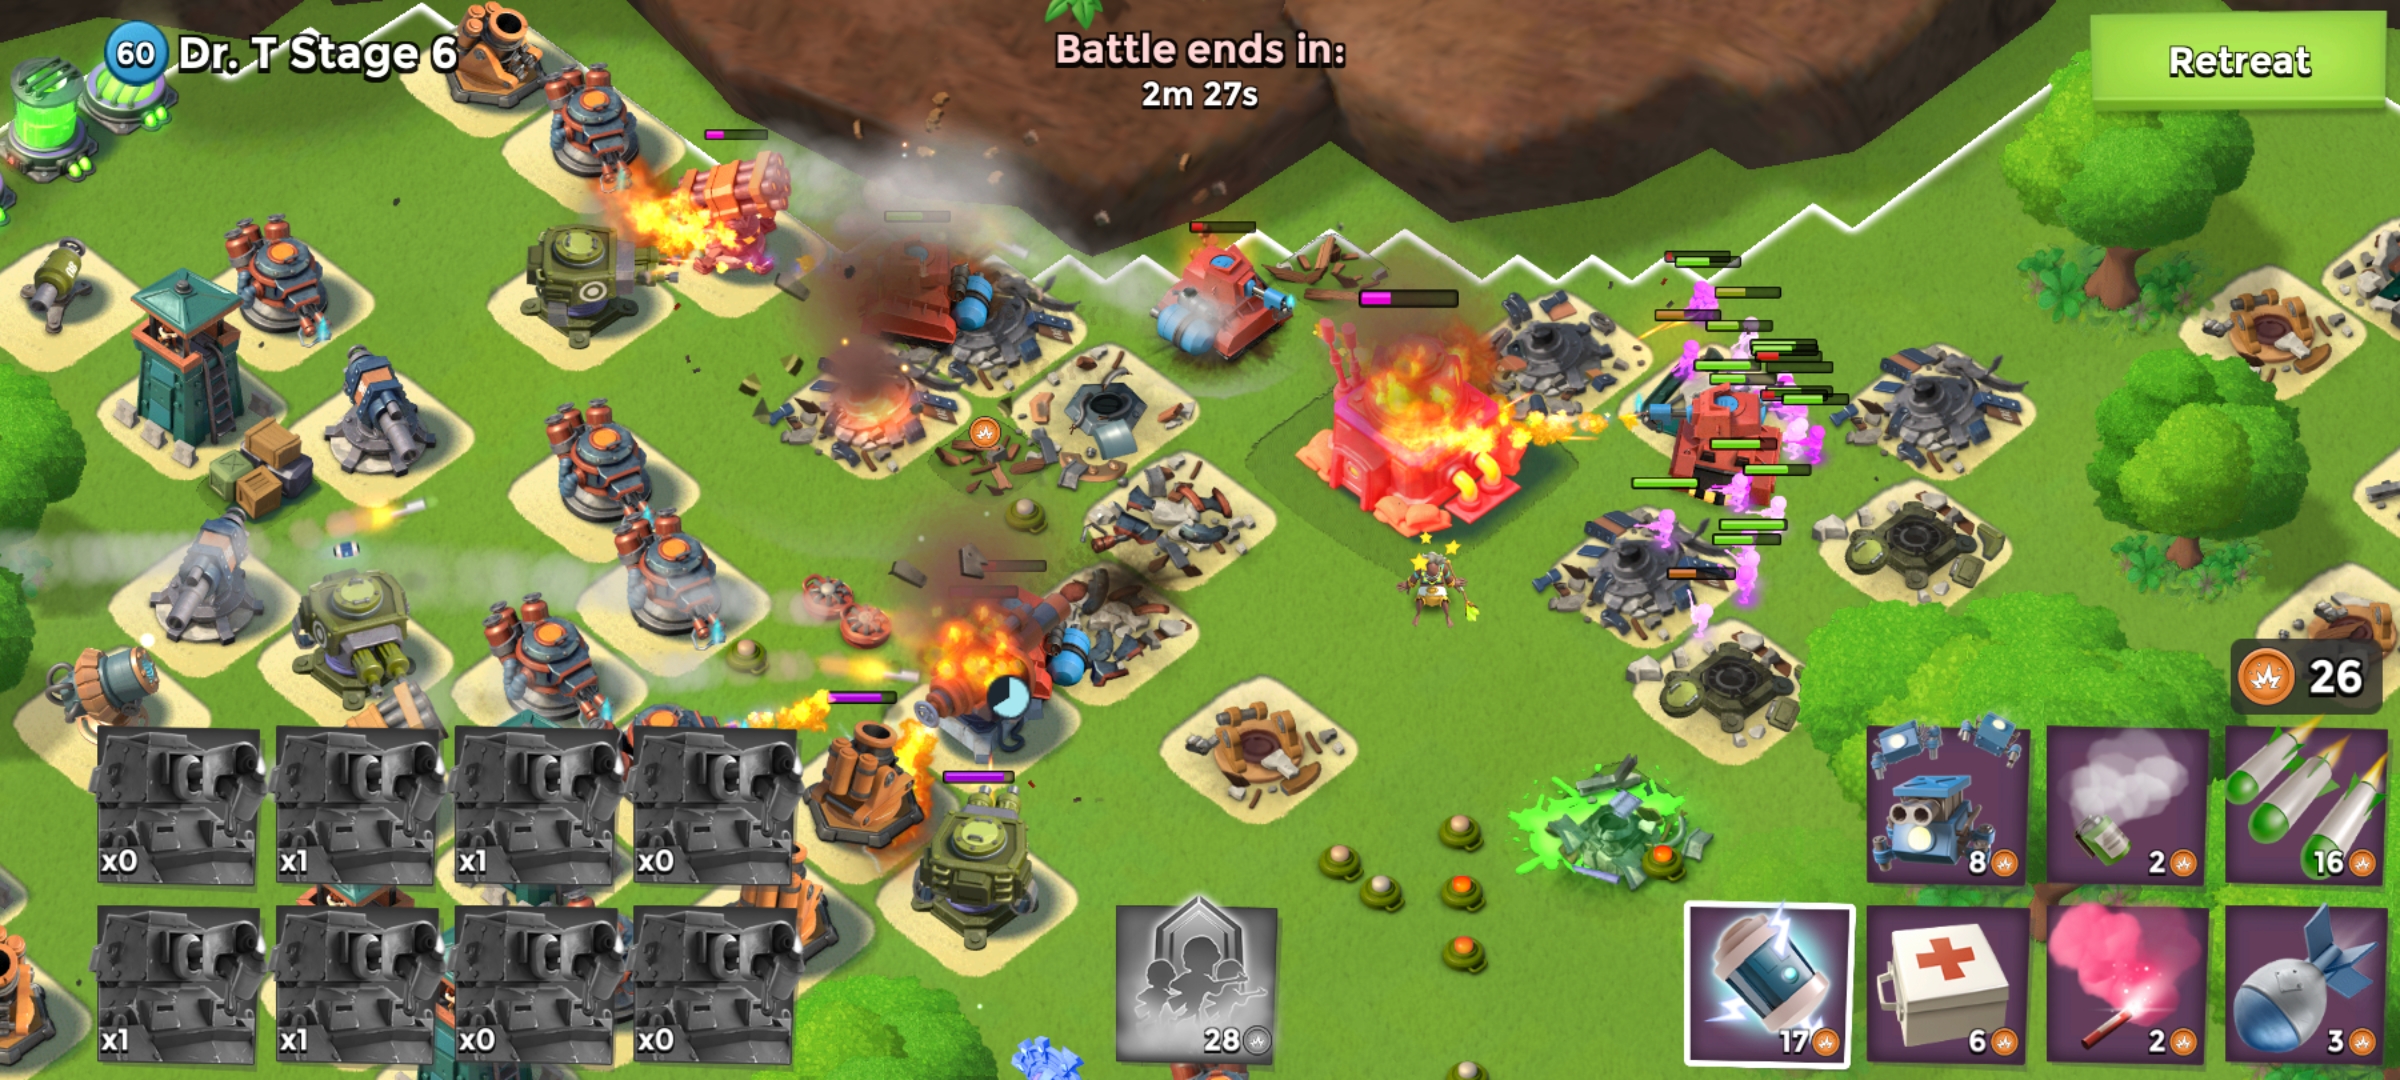 60 Dr. T Stage 6
Battle ends in:
2m 27s
Retreat
26
x0 x1 x1 x0
8 2 16
x1 x1 x0 x0
28
17 6 2 3